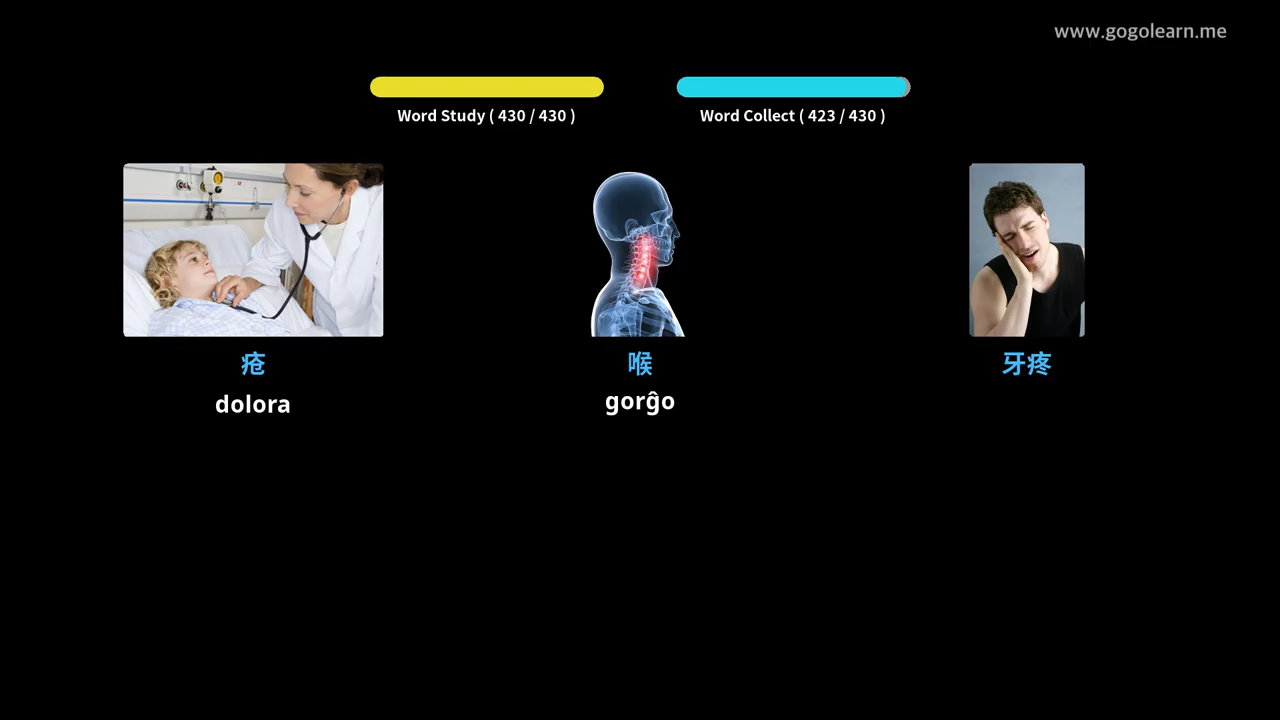 www.gogolearn.me
Word Study ( 430 / 430 )
Word Collect ( 423 / 430 )
疮
喉
牙疼
dolora
gorĝo